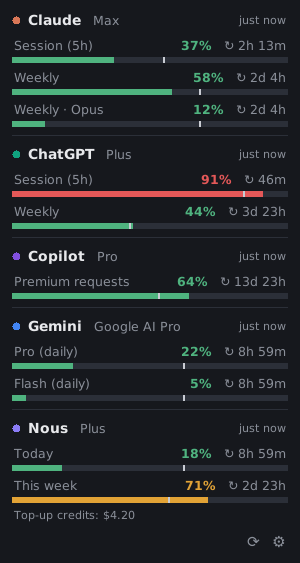 Claude Max just now
Session (5h) 37% ↻ 2h 13m
Weekly 58% ↻ 2d 4h
Weekly · Opus 12% ↻ 2d 4h
ChatGPT Plus just now
Session (5h) 91% ↻ 46m
Weekly 44% ↻ 3d 23h
Copilot Pro just now
Premium requests 64% ↻ 13d 23h
Gemini Google AI Pro just now
Pro (daily) 22% ↻ 8h 59m
Flash (daily) 5% ↻ 8h 59m
Nous Plus just now
Today 18% ↻ 8h 59m
This week 71% ↻ 2d 23h
Top-up credits: $4.20